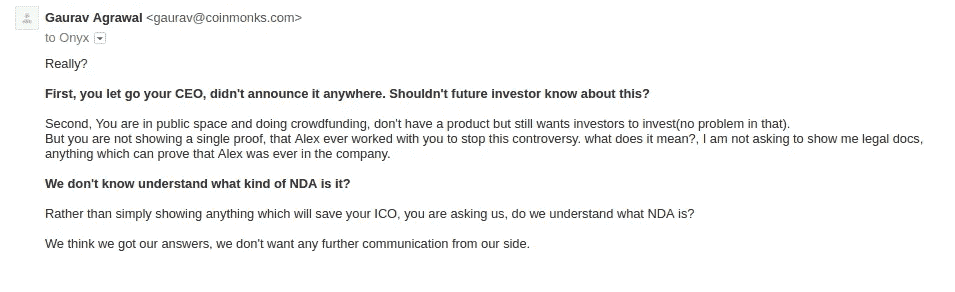 Gaurav Agrawal <gaurav@coinmonks.com>
to Onyx
Really?
First, you let go your CEO, didn't announce it anywhere. Shouldn't future investor know about this?
Second, You are in public space and doing crowdfunding, don't have a product but still wants investors to invest(no problem in that).
But you are not showing a single proof, that Alex ever worked with you to stop this controversy. what does it mean?, I am not asking to show me legal docs,
anything which can prove that Alex was ever in the company.
We don't know understand what kind of NDA is it?
Rather than simply showing anything which will save your ICO, you are asking us, do we understand what NDA is?
We think we got our answers, we don't want any further communication from our side.